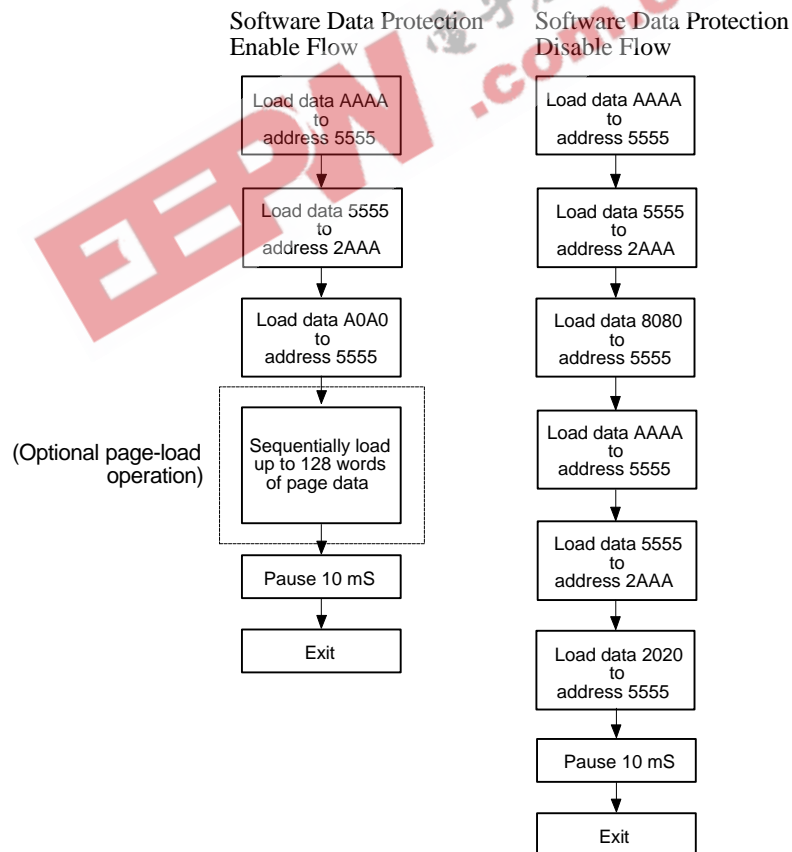 Software Data Protection
Enable Flow
Load data AAAA
to
address 5555
Load data 5555
to
address 2AAA
Load data A0A0
to
address 5555
(Optional page-load
operation)
Sequentially load
up to 128 words
of page data
Pause 10 mS
Exit
Software Data Protection
Disable Flow
Load data AAAA
to
address 5555
Load data 5555
to
address 2AAA
Load data 8080
to
address 5555
Load data AAAA
to
address 5555
Load data 5555
to
address 2AAA
Load data 2020
to
address 5555
Pause 10 mS
Exit
EEPW
.com.